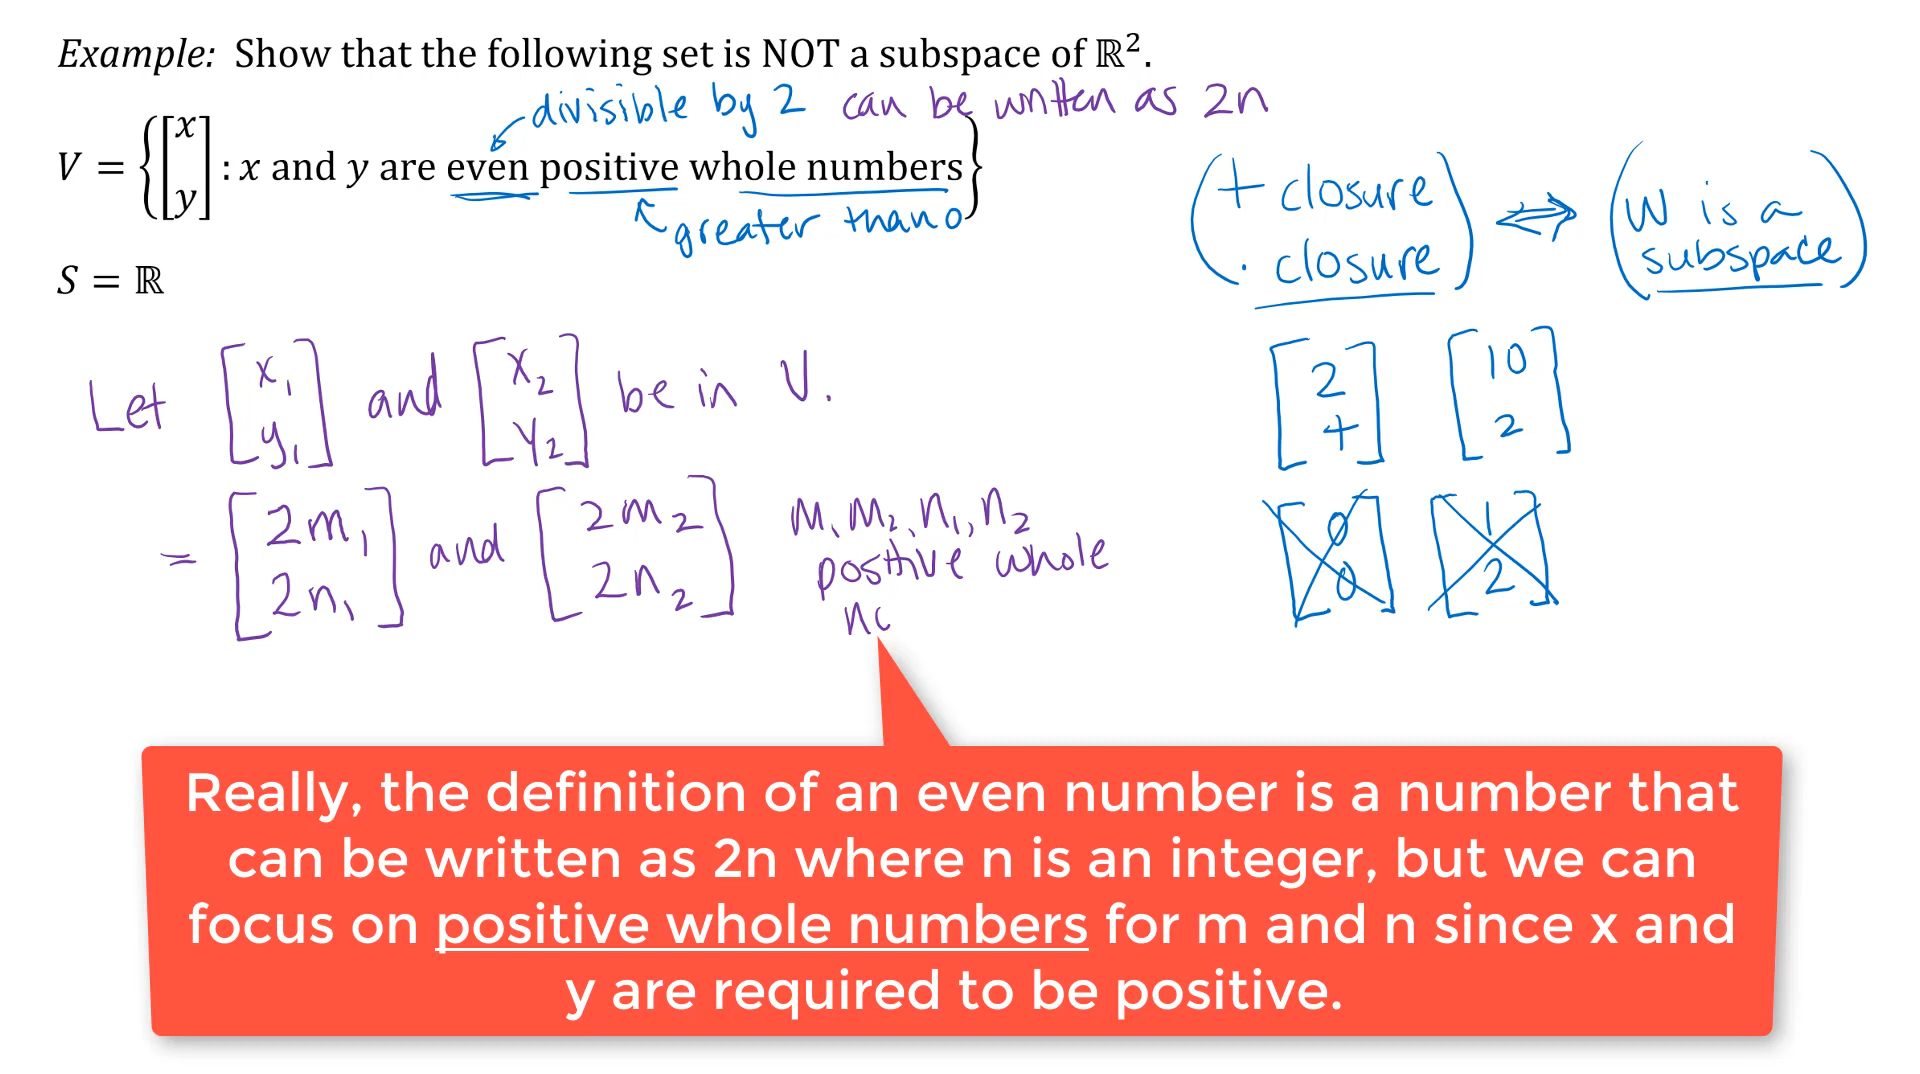 Example: Show that the following set is NOT a subspace of ℝ².
divisible by 2 can be written as 2n
V = {[x y] : x and y are even positive whole numbers}
greater than 0
S = ℝ
(+ closure · closure) ⇔ (W is a subspace)
Let [x₁ y₁] and [x₂ y₂] be in V.
= [2m₁ 2n₁] and [2m₂ 2n₂] m₁, m₂, n₁, n₂
positive whole
[2 4] [10 2]
[0 0] [1 2]
Really, the definition of an even number is a number that
can be written as 2n where n is an integer, but we can
focus on positive whole numbers for m and n since x and
y are required to be positive.